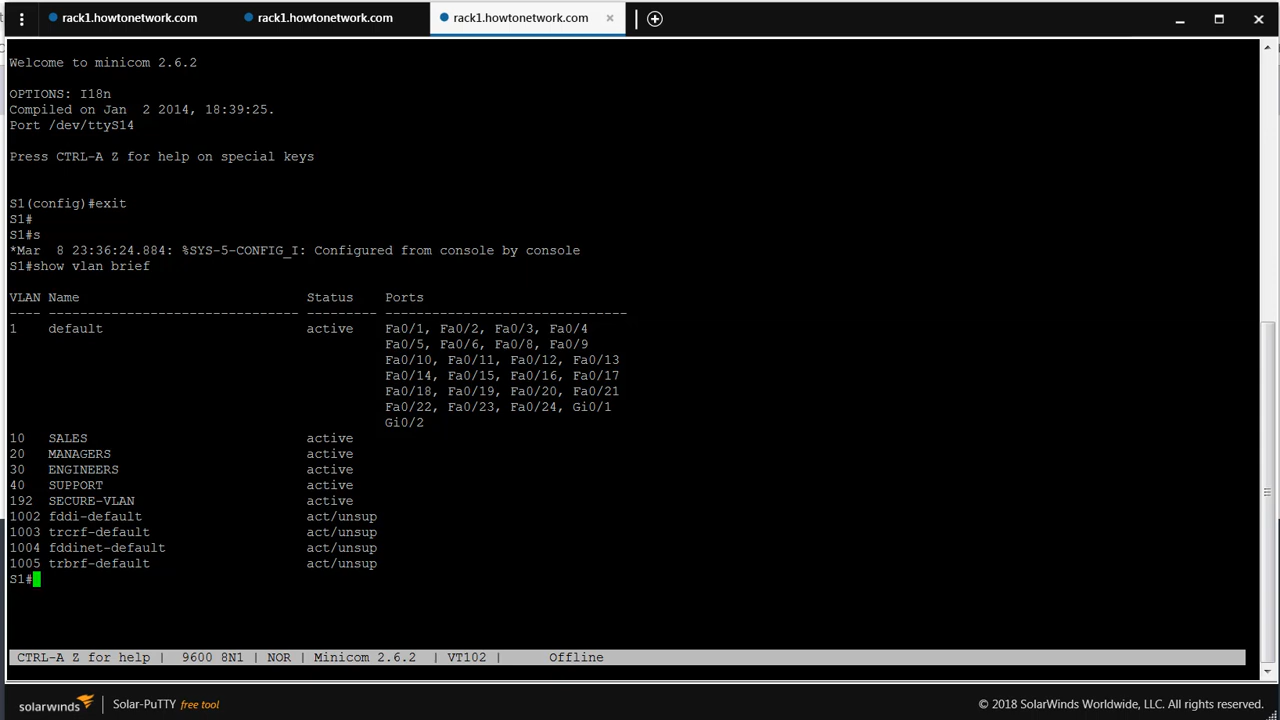 rack1.howtonetwork.com
rack1.howtonetwork.com
rack1.howtonetwork.com
Welcome to minicom 2.6.2
OPTIONS: I18n
Compiled on Jan  2 2014, 18:39:25.
Port /dev/ttyS14
Press CTRL-A Z for help on special keys
S1(config)#exit
S1#
S1#s
*Mar  8 23:36:24.884: %SYS-5-CONFIG_I: Configured from console by console
S1#show vlan brief
VLAN Name                             Status    Ports
---- -------------------------------- --------- -------------------------------
1    default                          active    Fa0/1, Fa0/2, Fa0/3, Fa0/4
                                                Fa0/5, Fa0/6, Fa0/8, Fa0/9
                                                Fa0/10, Fa0/11, Fa0/12, Fa0/13
                                                Fa0/14, Fa0/15, Fa0/16, Fa0/17
                                                Fa0/18, Fa0/19, Fa0/20, Fa0/21
                                                Fa0/22, Fa0/23, Fa0/24, Gi0/1
                                                Gi0/2
10   SALES                            active
20   MANAGERS                         active
30   ENGINEERS                        active
40   SUPPORT                          active
192  SECURE-VLAN                      active
1002 fddi-default                     act/unsup
1003 trcrf-default                    act/unsup
1004 fddinet-default                  act/unsup
1005 trbrf-default                    act/unsup
S1#
CTRL-A Z for help |  9600 8N1 | NOR | Minicom 2.6.2  | VT102 |      Offline
solarwinds Solar-PuTTY free tool © 2018 SolarWinds Worldwide, LLC. All rights reserved.